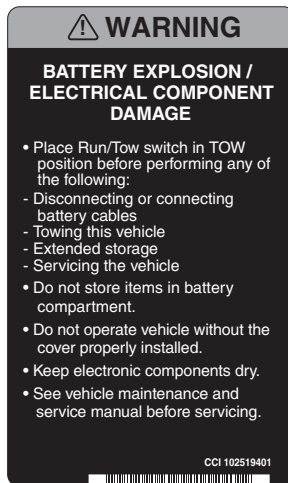 ⚠ WARNING
BATTERY EXPLOSION /
ELECTRICAL COMPONENT
DAMAGE
• Place Run/Tow switch in TOW
position before performing any of
the following:
- Disconnecting or connecting
battery cables
- Towing this vehicle
- Extended storage
- Servicing the vehicle
• Do not store items in battery
compartment.
• Do not operate vehicle without the
cover properly installed.
• Keep electronic components dry.
• See vehicle maintenance and
service manual before servicing.
CCI 102519401